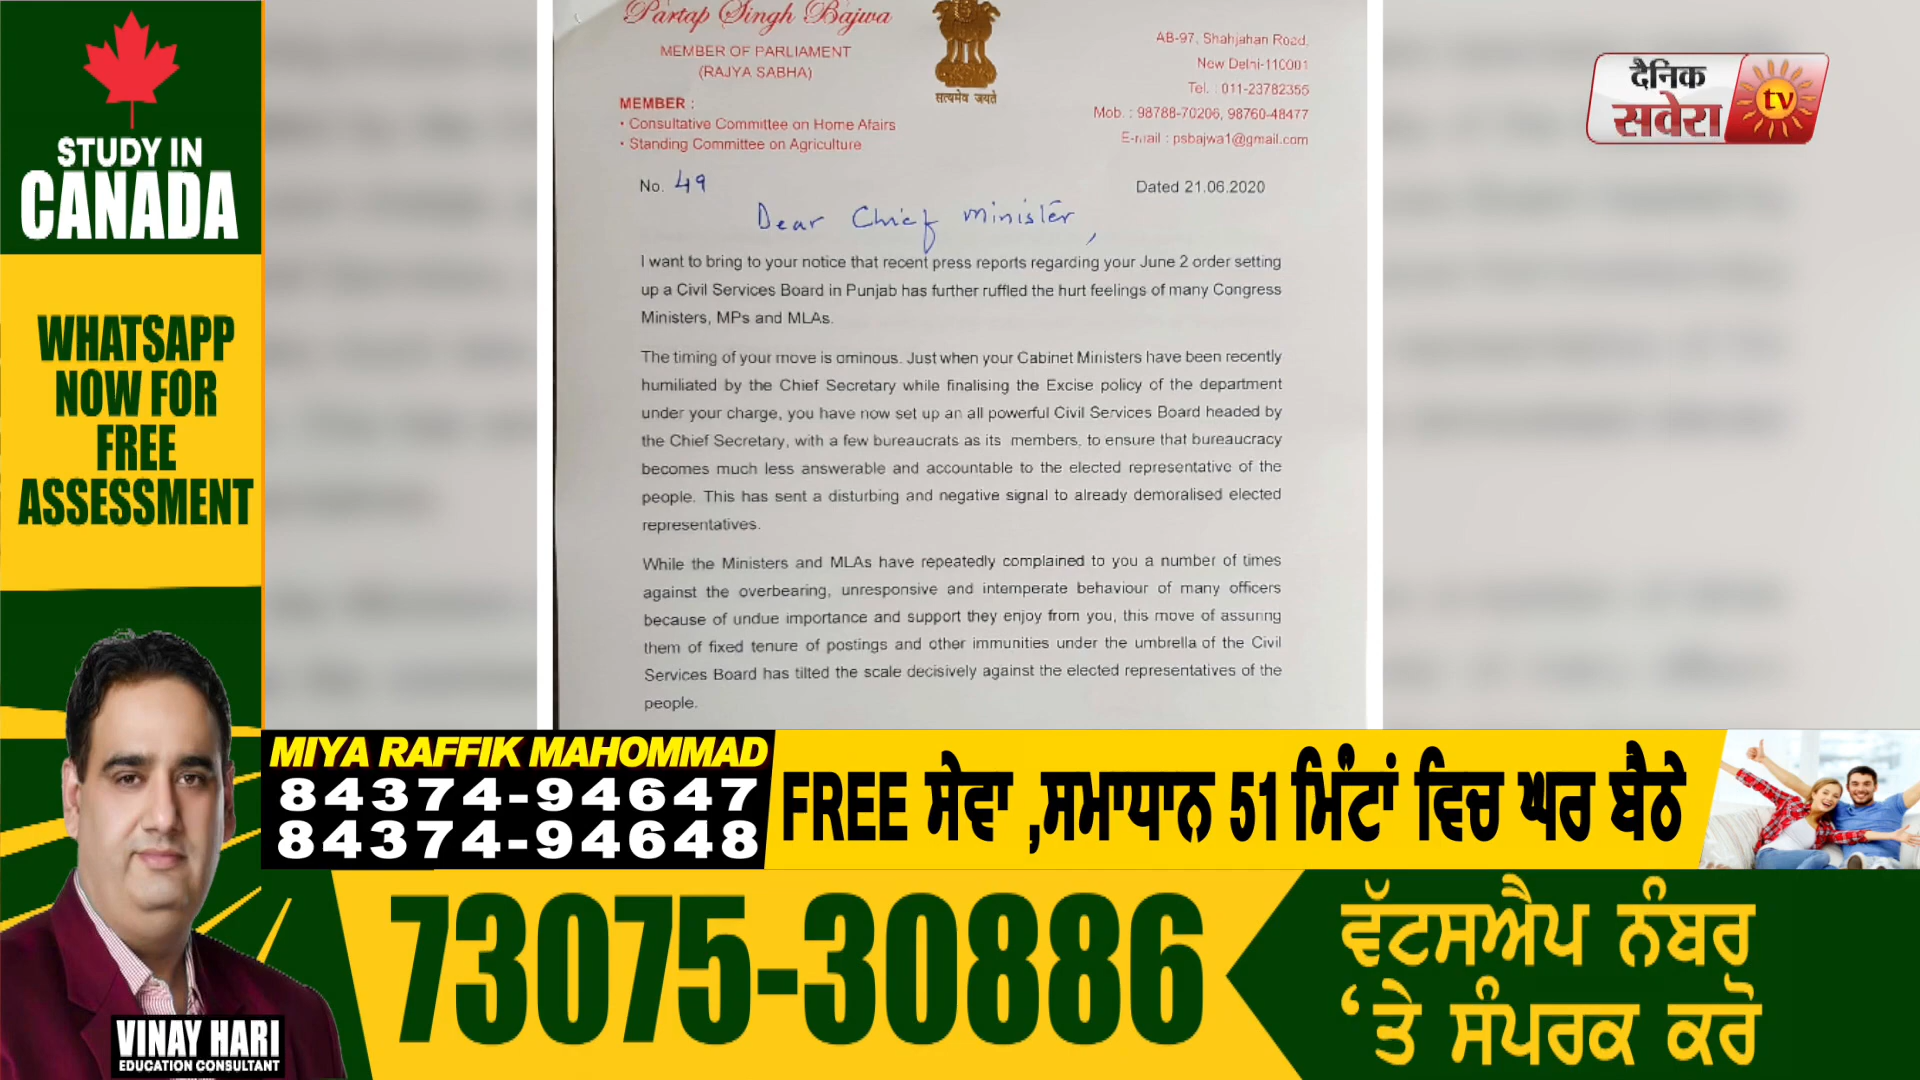 STUDY IN
CANADA
WHATSAPP
NOW FOR
FREE
ASSESSMENT
VINAY HARI
EDUCATION CONSULTANT
Partap Singh Bajwa
MEMBER OF PARLIAMENT
(RAJYA SABHA)
MEMBER :
• Consultative Committee on Home Afairs
• Standing Committee on Agriculture
सत्यमेव जयते
AB-97, Shahjahan Road,
New Delhi-110001
Tel. : 011-23782355
Mob. : 98788-70206, 98760-48477
E-mail : psbajwa1@gmail.com
दैनिक
सवेरा tv
No. 49
Dated 21.06.2020
Dear Chief Minister,
I want to bring to your notice that recent press reports regarding your June 2 order setting
up a Civil Services Board in Punjab has further ruffled the hurt feelings of many Congress
Ministers, MPs and MLAs.
The timing of your move is ominous. Just when your Cabinet Ministers have been recently
humiliated by the Chief Secretary while finalising the Excise policy of the department
under your charge, you have now set up an all powerful Civil Services Board headed by
the Chief Secretary, with a few bureaucrats as its members, to ensure that bureaucracy
becomes much less answerable and accountable to the elected representative of the
people. This has sent a disturbing and negative signal to already demoralised elected
representatives.
While the Ministers and MLAs have repeatedly complained to you a number of times
against the overbearing, unresponsive and intemperate behaviour of many officers
because of undue importance and support they enjoy from you, this move of assuring
them of fixed tenure of postings and other immunities under the umbrella of the Civil
Services Board has tilted the scale decisively against the elected representatives of the
people.
MIYA RAFFIK MAHOMMAD
84374-94647
84374-94648
FREE ਸੇਵਾ ,ਸਮਾਧਾਨ 51 ਮਿੰਟਾਂ ਵਿਚ ਘਰ ਬੈਠੇ
73075-30886
ਵੱਟਸਐਪ ਨੰਬਰ
‘ਤੇ ਸੰਪਰਕ ਕਰੋ